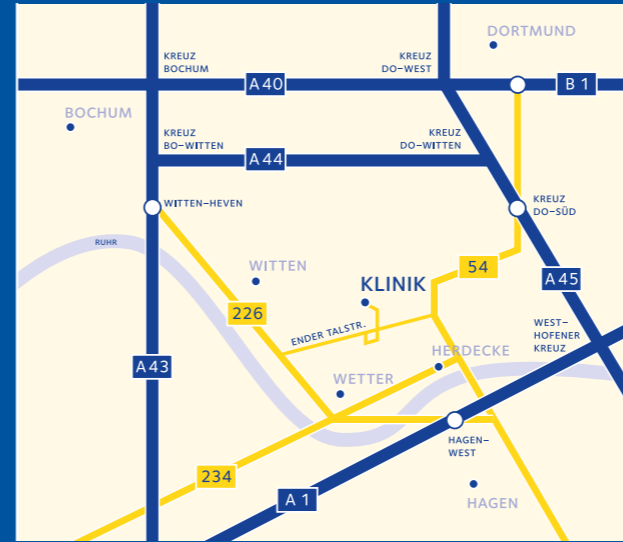 DORTMUND
KREUZ
BOCHUM
KREUZ
DO–WEST
A 40
B 1
BOCHUM
KREUZ
BO–WITTEN
KREUZ
DO–WITTEN
A 44
WITTEN–HEVEN
KREUZ
DO–SÜD
RUHR
WITTEN
54
KLINIK
A 45
226
ENDER TALSTR.
WEST–
HOFENER
KREUZ
HERDECKE
A 43
WETTER
HAGEN–
WEST
234
A 1
HAGEN